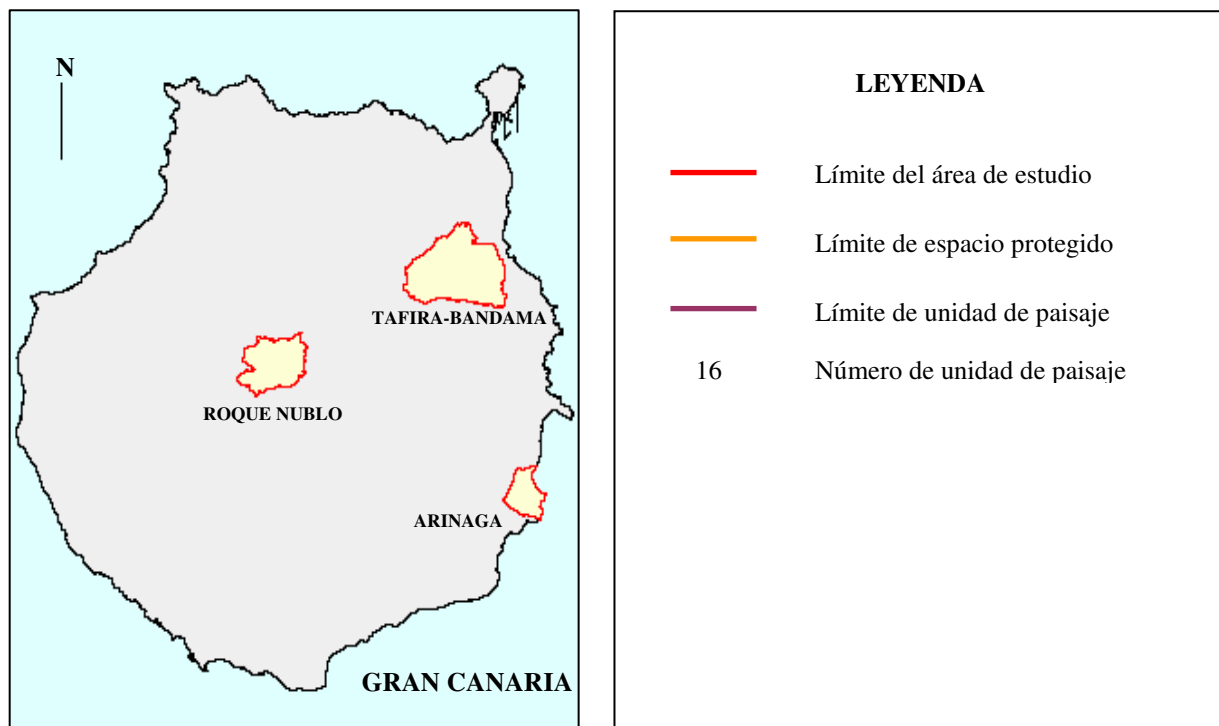 N
TAFIRA-BANDAMA
ROQUE NUBLO
ARINAGA
GRAN CANARIA
LEYENDA
Límite del área de estudio
Límite de espacio protegido
Límite de unidad de paisaje
16 Número de unidad de paisaje